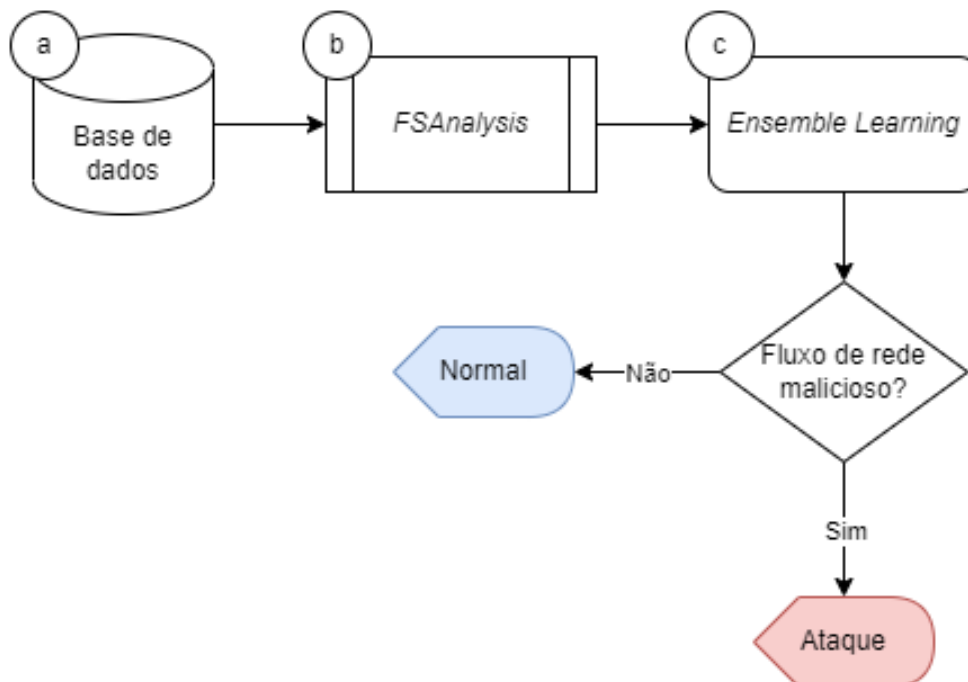 a
b
c
Base de
dados
FSAnalysis
Ensemble Learning
Fluxo de rede
malicioso?
Não
Normal
Sim
Ataque